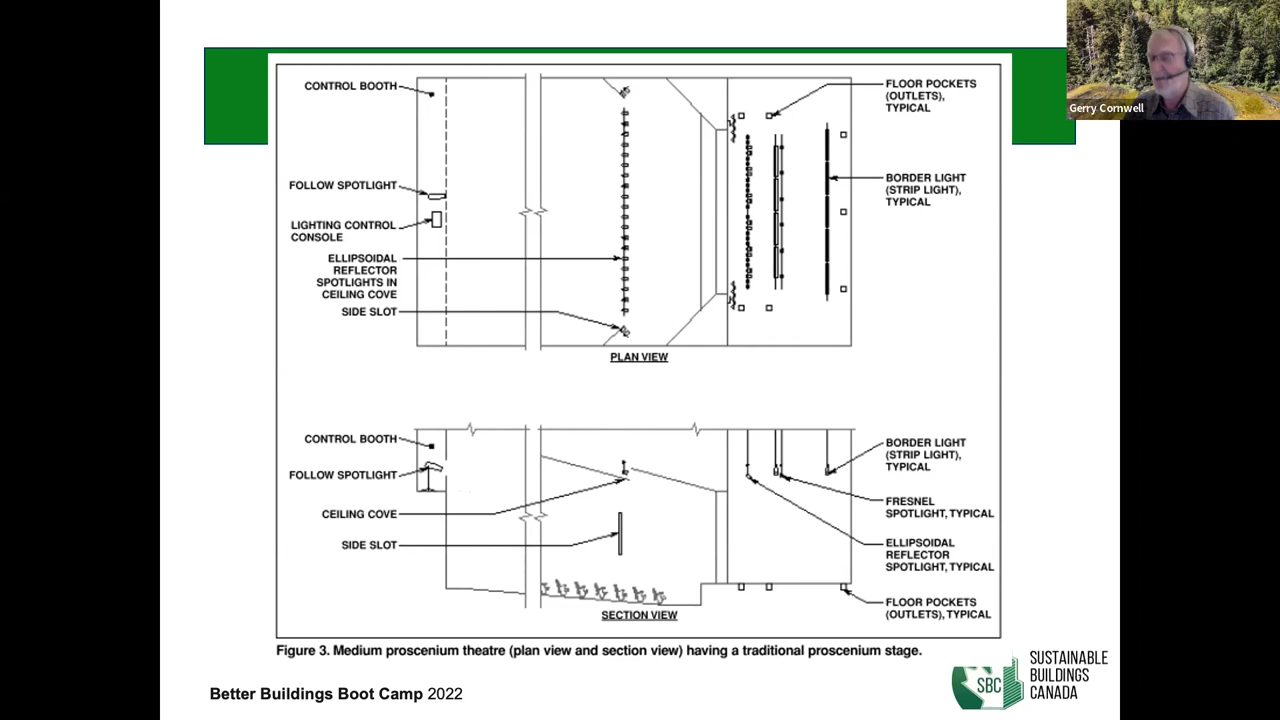 CONTROL BOOTH
FOLLOW SPOTLIGHT
LIGHTING CONTROL
CONSOLE
ELLIPSOIDAL
REFLECTOR
SPOTLIGHTS IN
CEILING COVE
SIDE SLOT
FLOOR POCKETS
(OUTLETS),
TYPICAL
BORDER LIGHT
(STRIP LIGHT),
TYPICAL
PLAN VIEW
CONTROL BOOTH
FOLLOW SPOTLIGHT
CEILING COVE
SIDE SLOT
BORDER LIGHT
(STRIP LIGHT),
TYPICAL
FRESNEL
SPOTLIGHT, TYPICAL
ELLIPSOIDAL
REFLECTOR
SPOTLIGHT, TYPICAL
FLOOR POCKETS
(OUTLETS), TYPICAL
SECTION VIEW
Figure 3. Medium proscenium theatre (plan view and section view) having a traditional proscenium stage.
Better Buildings Boot Camp 2022
SBC
SUSTAINABLE
BUILDINGS
CANADA
Gerry Cornwell